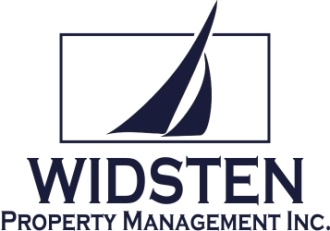 WIDSTEN
PROPERTY MANAGEMENT INC.